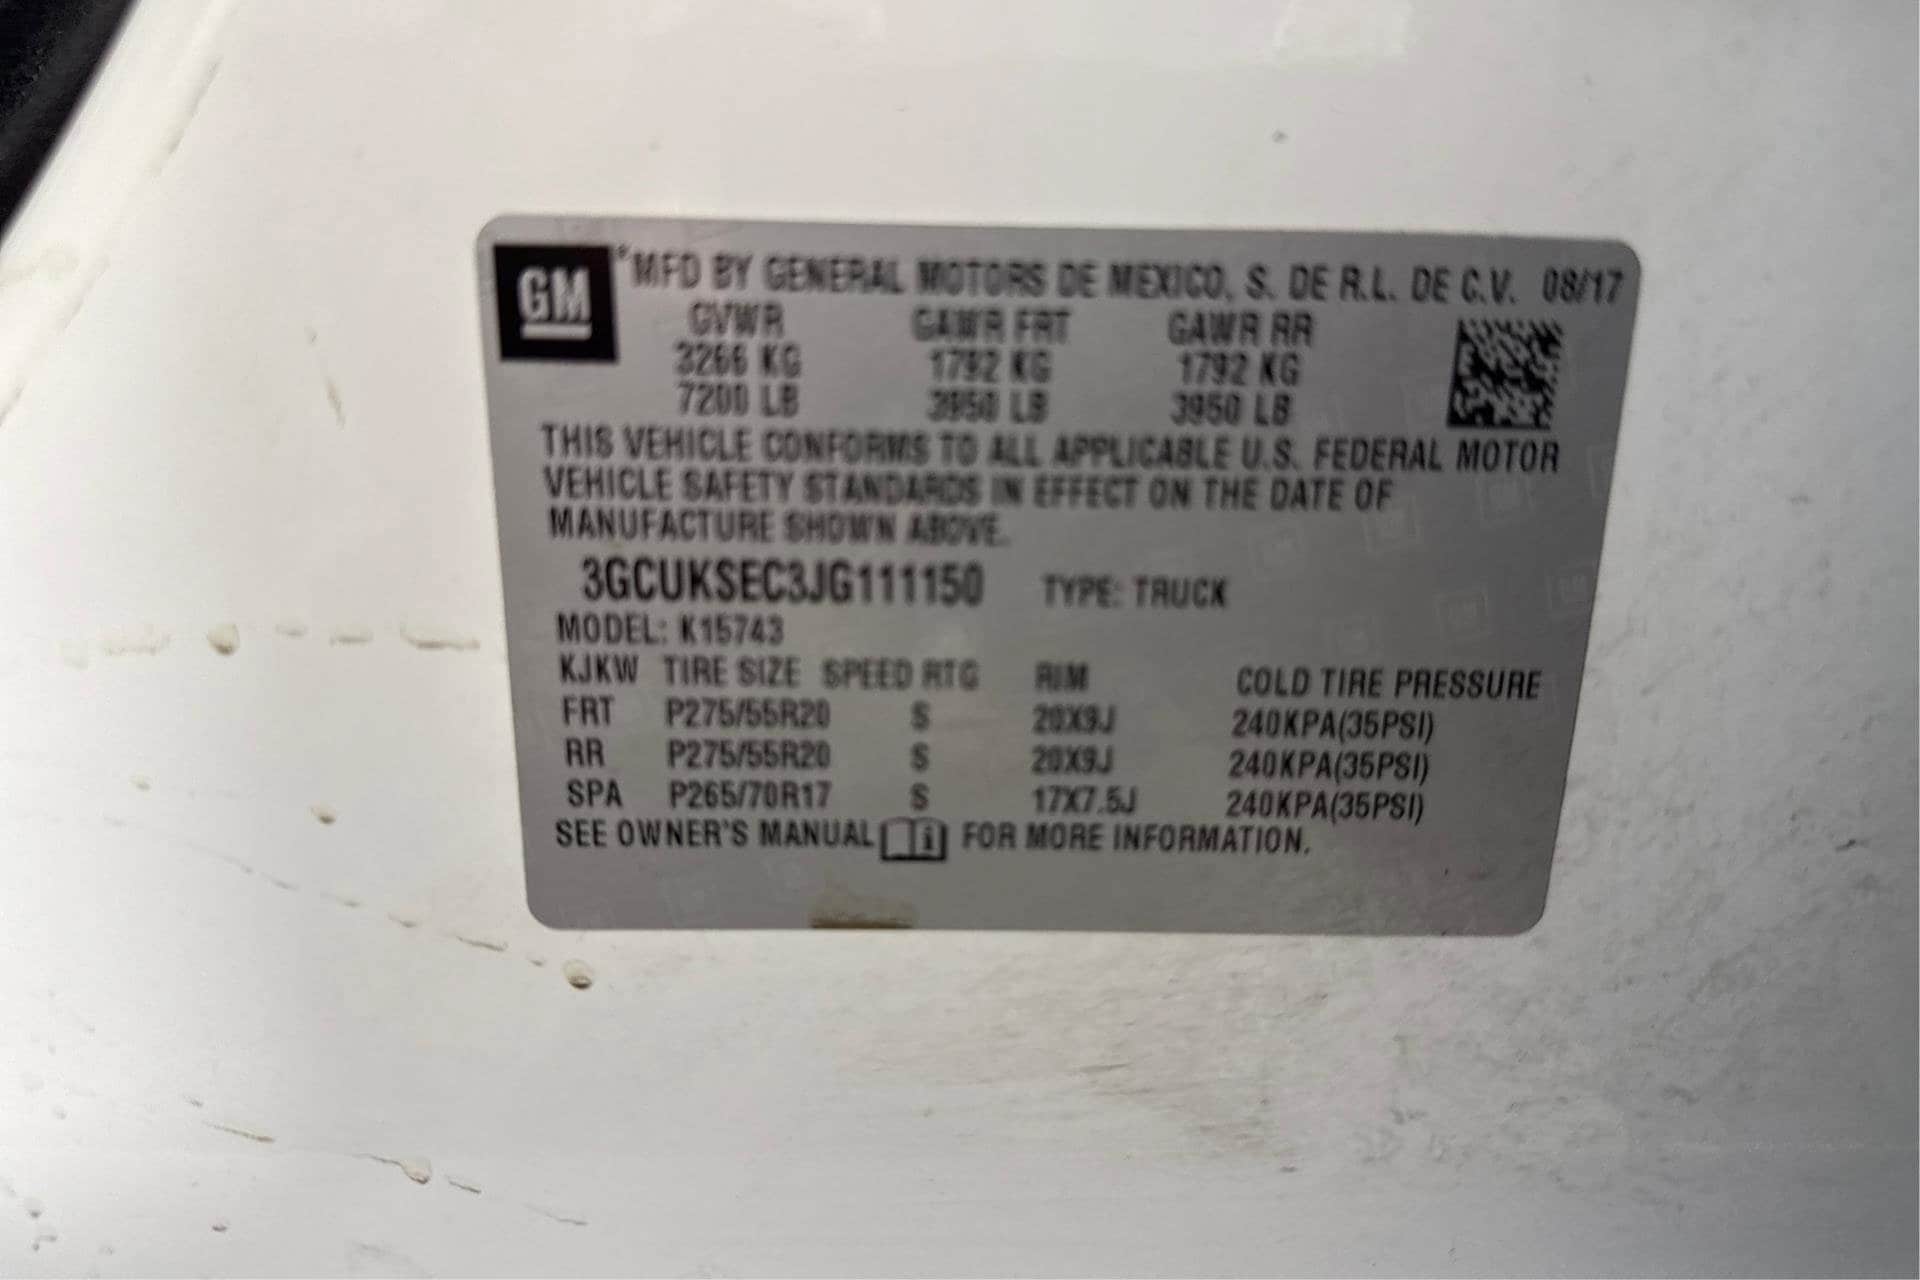 GM
*MFD BY GENERAL MOTORS DE MEXICO, S. DE R.L. DE C.V. 08/17
GVWR GAWR FRT GAWR RR
3266 KG 1792 KG 1792 KG
7200 LB 3950 LB 3950 LB
THIS VEHICLE CONFORMS TO ALL APPLICABLE U.S. FEDERAL MOTOR
VEHICLE SAFETY STANDARDS IN EFFECT ON THE DATE OF
MANUFACTURE SHOWN ABOVE.
3GCUKSEC3JG111150 TYPE: TRUCK
MODEL: K15743
KJKW TIRE SIZE SPEED RTG RIM COLD TIRE PRESSURE
FRT P275/55R20 S 20X9J 240KPA(35PSI)
RR P275/55R20 S 20X9J 240KPA(35PSI)
SPA P265/70R17 S 17X7.5J 240KPA(35PSI)
SEE OWNER'S MANUAL i FOR MORE INFORMATION.